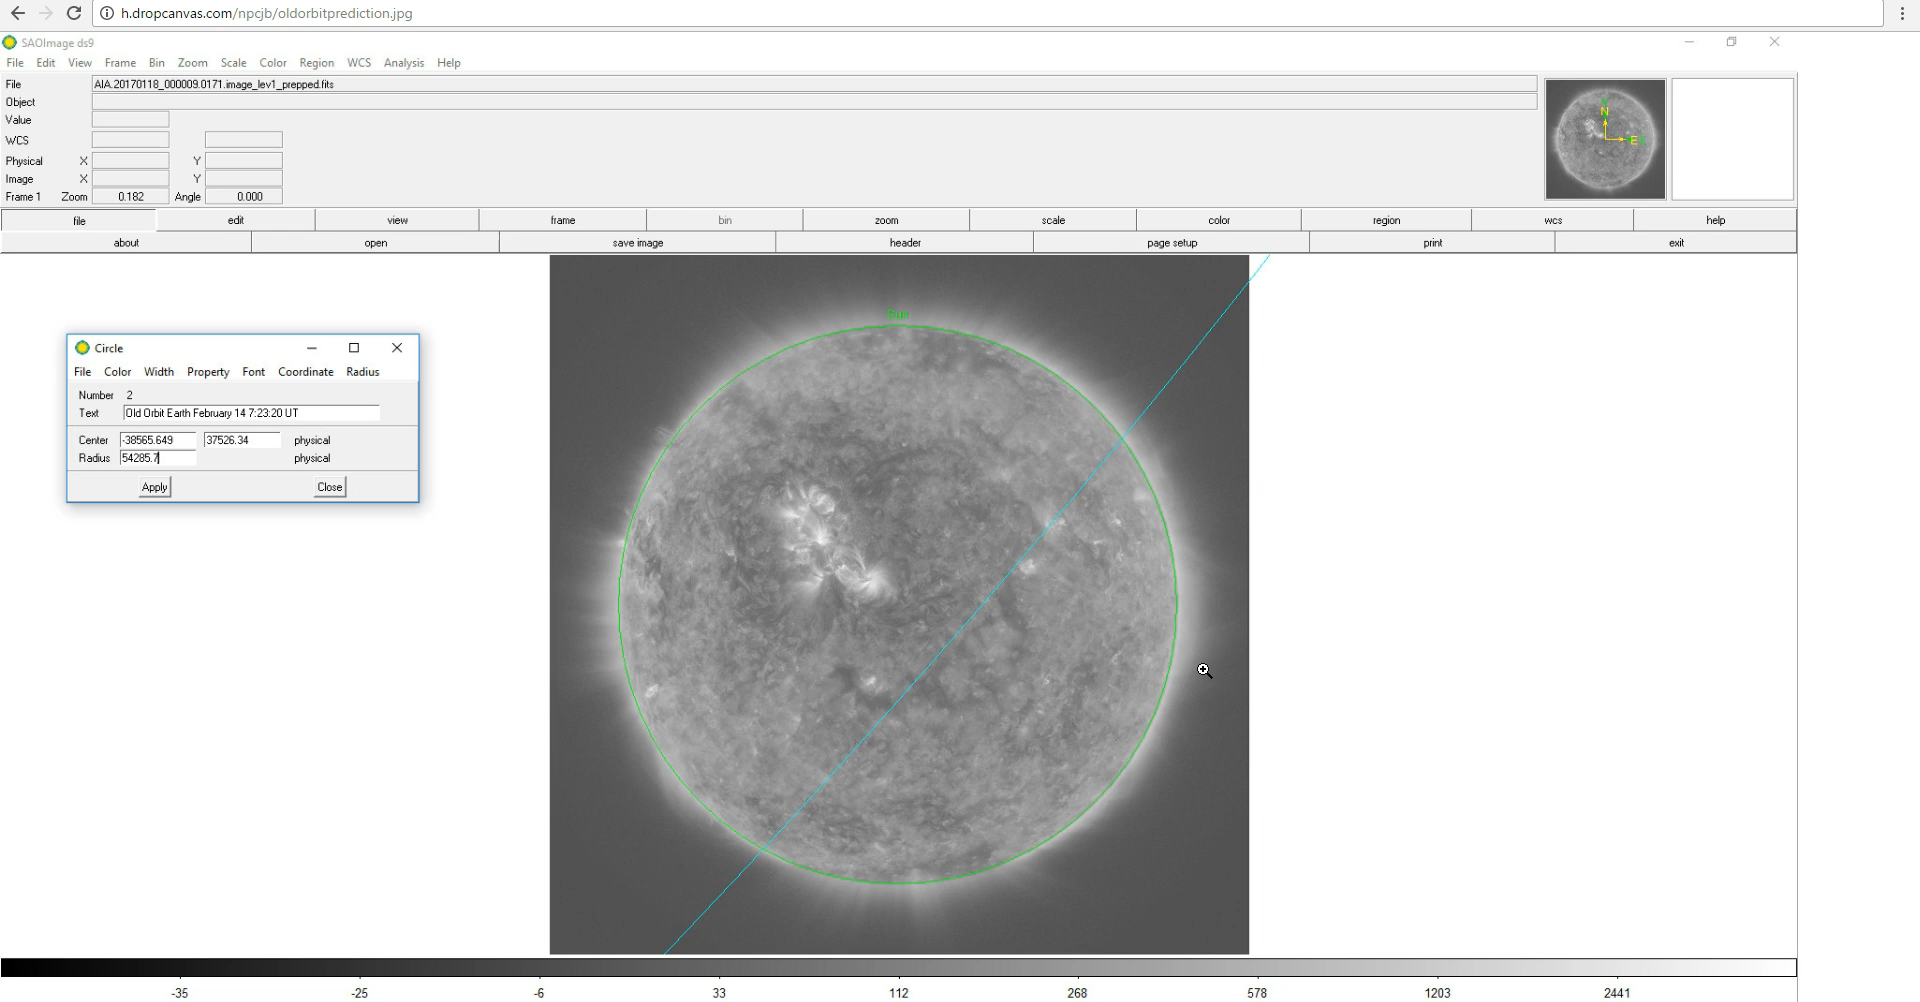 h.dropcanvas.com/npcjb/oldorbitprediction.jpg
SAOImage ds9
File Edit View Frame Bin Zoom Scale Color Region WCS Analysis Help
File AIA.20170118_000009.0171.image_lev1_prepped.fits
Object
Value
WCS
Physical X Y
Image X Y
Frame 1 Zoom 0.182 Angle 0.000
N
E
file edit view frame bin zoom scale color region wcs help
about open save image header page setup print exit
Sun
Circle
File Color Width Property Font Coordinate Radius
Number 2
Text Old Orbit Earth February 14 7:23:20 UT
Center -38565.649 37526.34 physical
Radius 54285.7 physical
Apply Close
-35 -25 -6 33 112 268 578 1203 2441